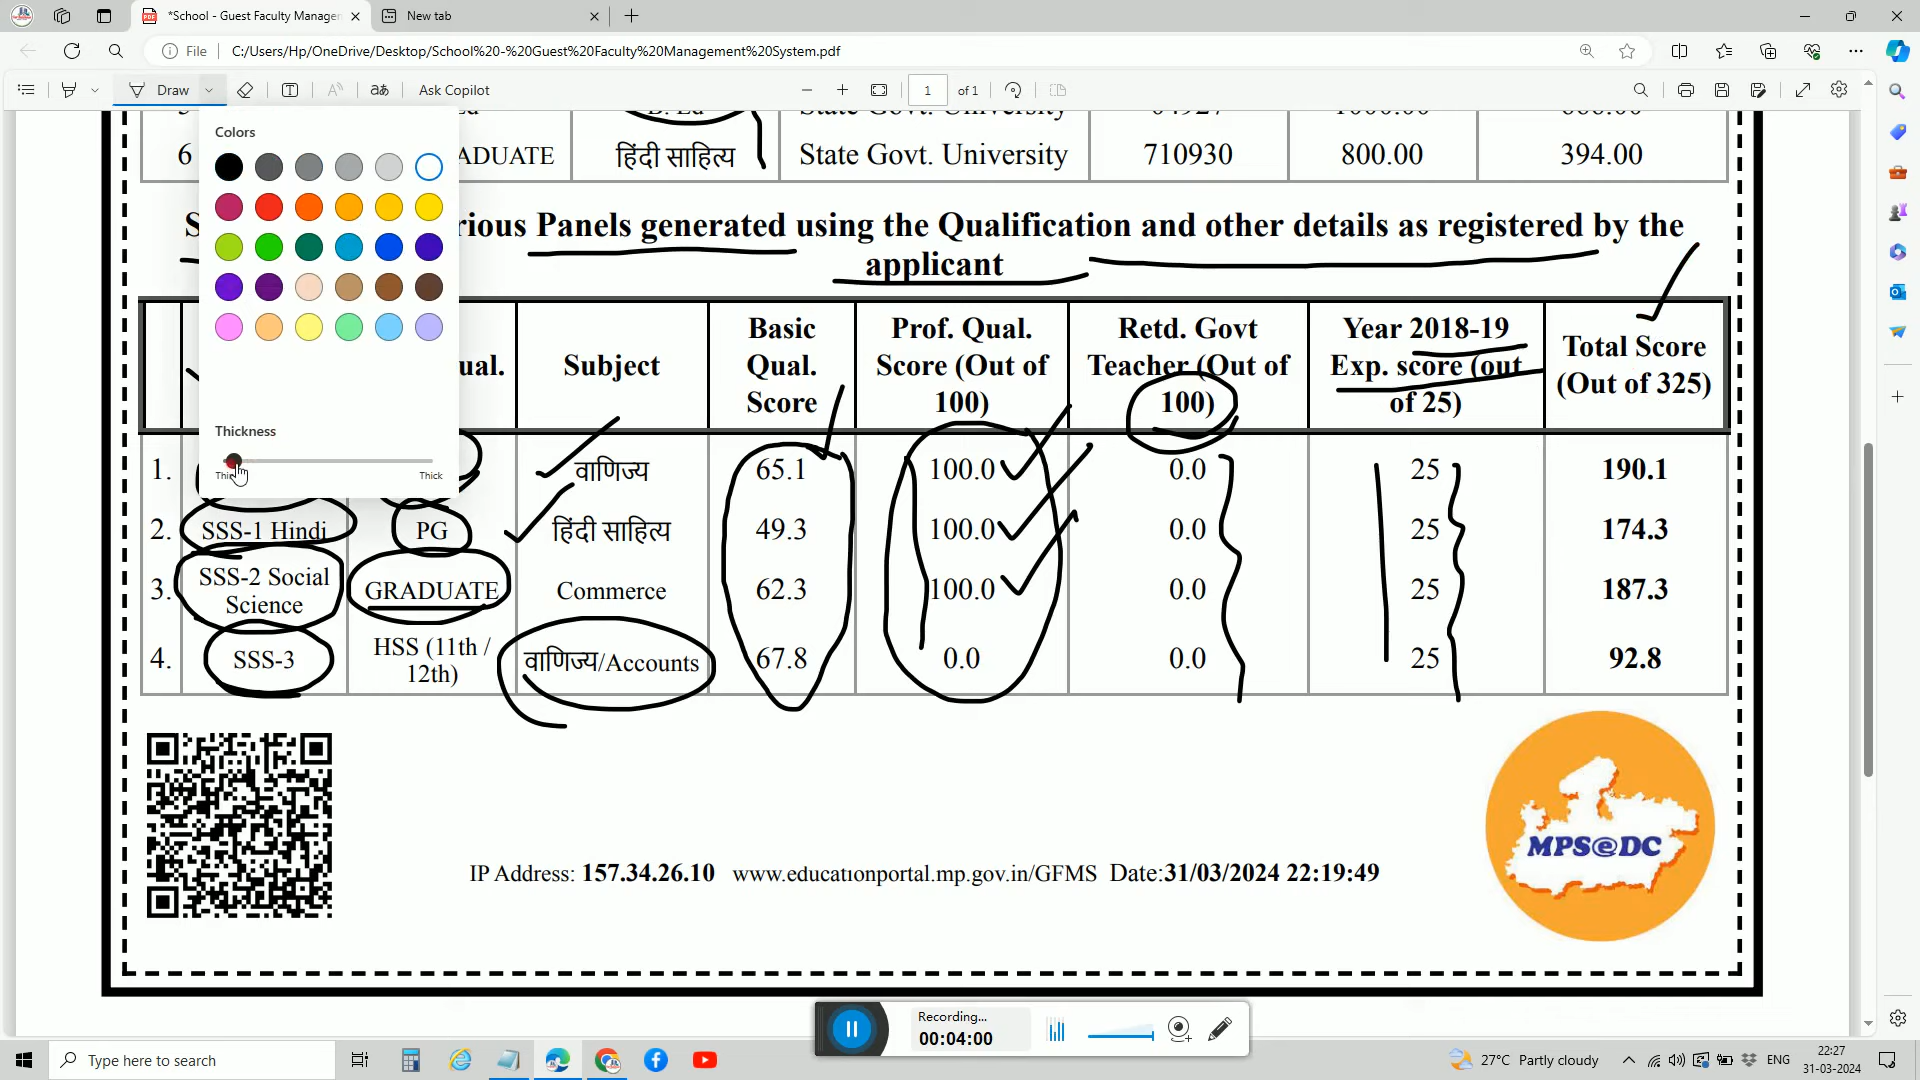 *School - Guest Faculty Manager
New tab
File
C:/Users/Hp/OneDrive/Desktop/School%20-%20Guest%20Faculty%20Management%20System.pdf
Draw
Ask Copilot
1 of 1
Colors
Thickness
Thick
State Govt. University
6
ADUATE
हिंदी साहित्य
State Govt. University
710930
800.00
394.00
rious Panels generated using the Qualification and other details as registered by the
applicant
ual.
Subject
Basic Qual. Score
Prof. Qual. Score (Out of 100)
Retd. Govt Teacher (Out of 100)
Year 2018-19 Exp. score (out of 25)
Total Score (Out of 325)
1. वाणिज्य 65.1 100.0 0.0 25 190.1
2. SSS-1 Hindi PG हिंदी साहित्य 49.3 100.0 0.0 25 174.3
3. SSS-2 Social Science GRADUATE Commerce 62.3 100.0 0.0 25 187.3
4. SSS-3 HSS (11th / 12th) वाणिज्य/Accounts 67.8 0.0 0.0 25 92.8
MPS@DC
IP Address: 157.34.26.10 www.educationportal.mp.gov.in/GFMS Date:31/03/2024 22:19:49
Recording...
00:04:00
Type here to search
27°C Partly cloudy
ENG
22:27
31-03-2024